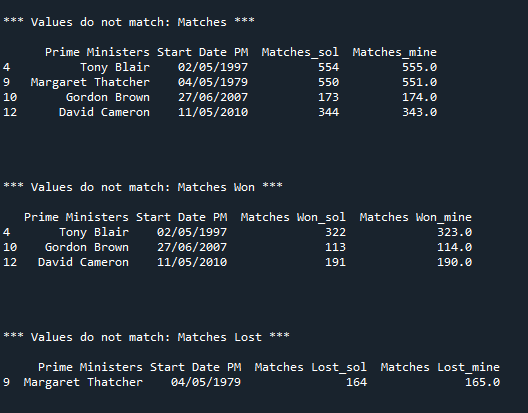 *** Values do not match: Matches ***
Prime Ministers Start Date PM Matches_sol Matches_mine
4 Tony Blair 02/05/1997 554 555.0
9 Margaret Thatcher 04/05/1979 550 551.0
10 Gordon Brown 27/06/2007 173 174.0
12 David Cameron 11/05/2010 344 343.0
*** Values do not match: Matches Won ***
Prime Ministers Start Date PM Matches Won_sol Matches Won_mine
4 Tony Blair 02/05/1997 322 323.0
10 Gordon Brown 27/06/2007 113 114.0
12 David Cameron 11/05/2010 191 190.0
*** Values do not match: Matches Lost ***
Prime Ministers Start Date PM Matches Lost_sol Matches Lost_mine
9 Margaret Thatcher 04/05/1979 164 165.0